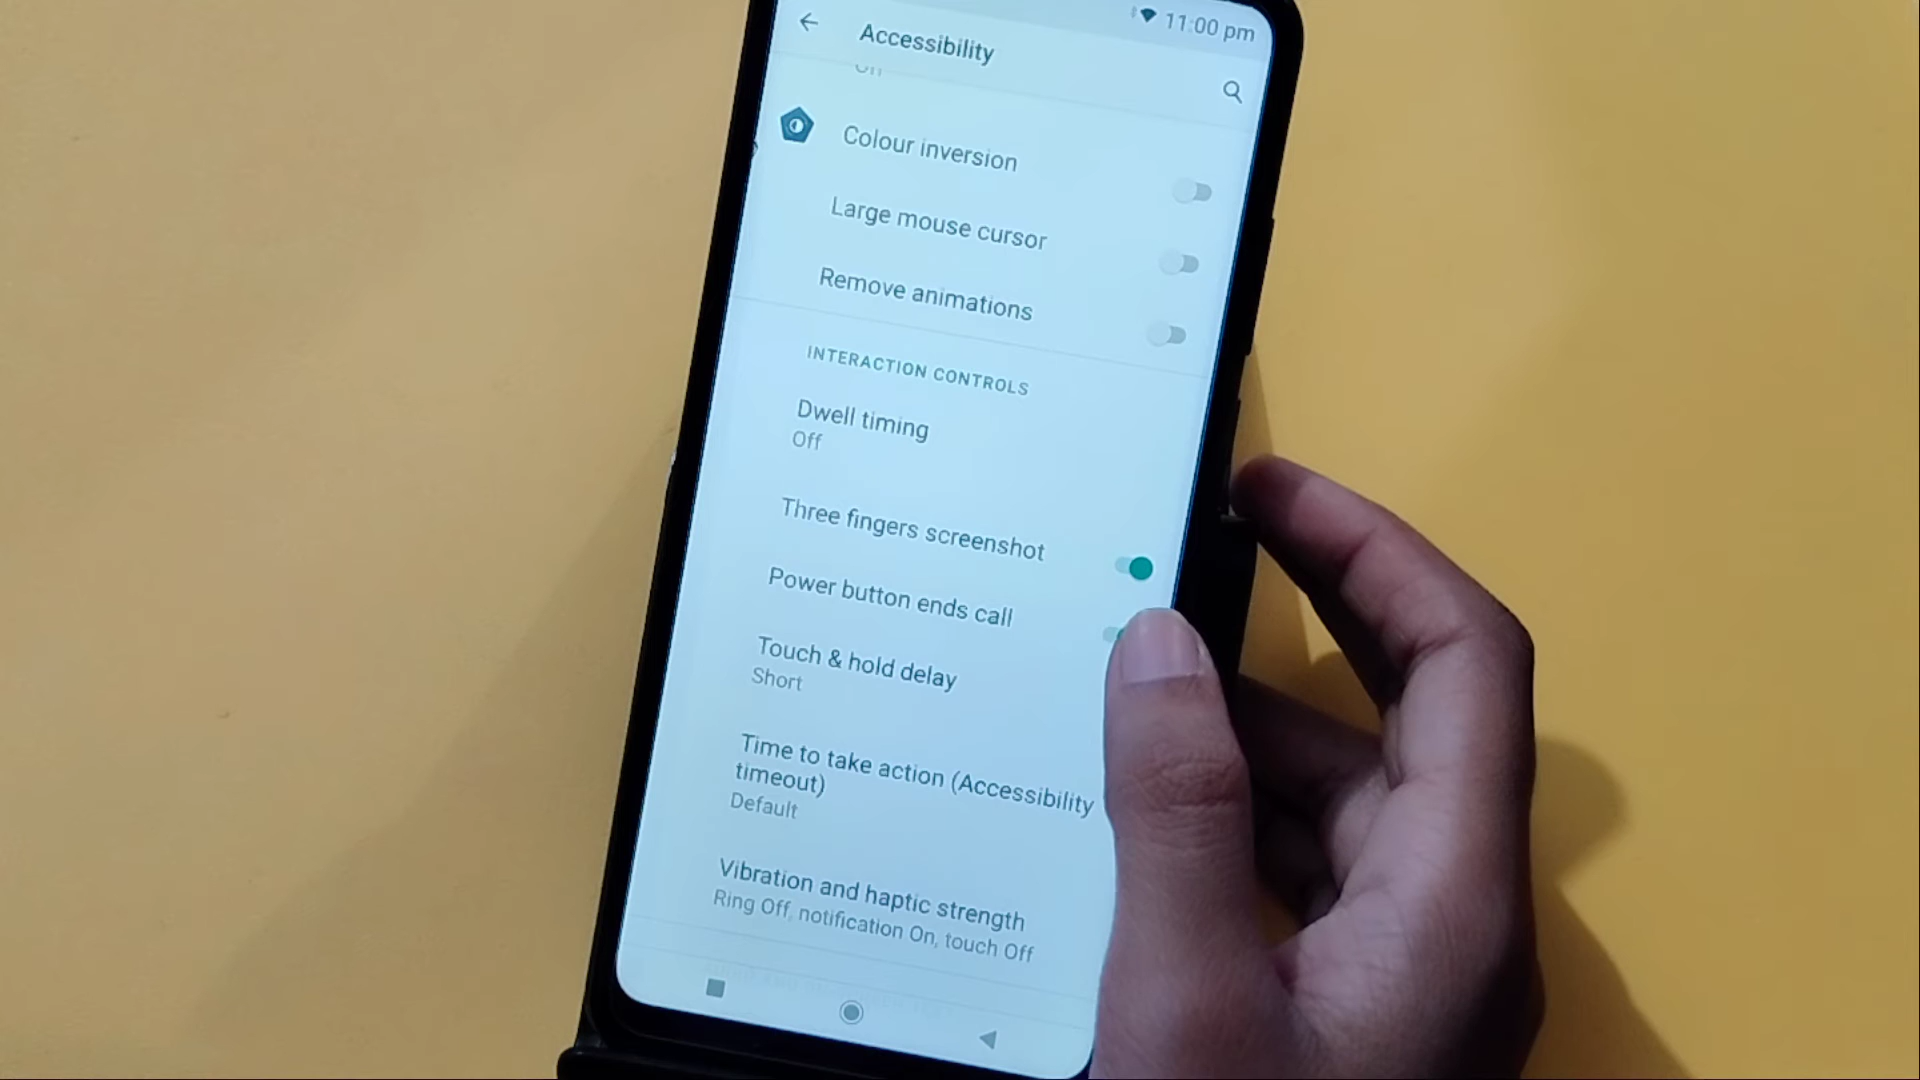 11:00 pm
Accessibility
Colour inversion
Large mouse cursor
Remove animations
INTERACTION CONTROLS
Dwell timing
Off
Three fingers screenshot
Power button ends call
Touch & hold delay
Short
Time to take action (Accessibility
timeout)
Default
Vibration and haptic strength
Ring Off, notification On, touch Off